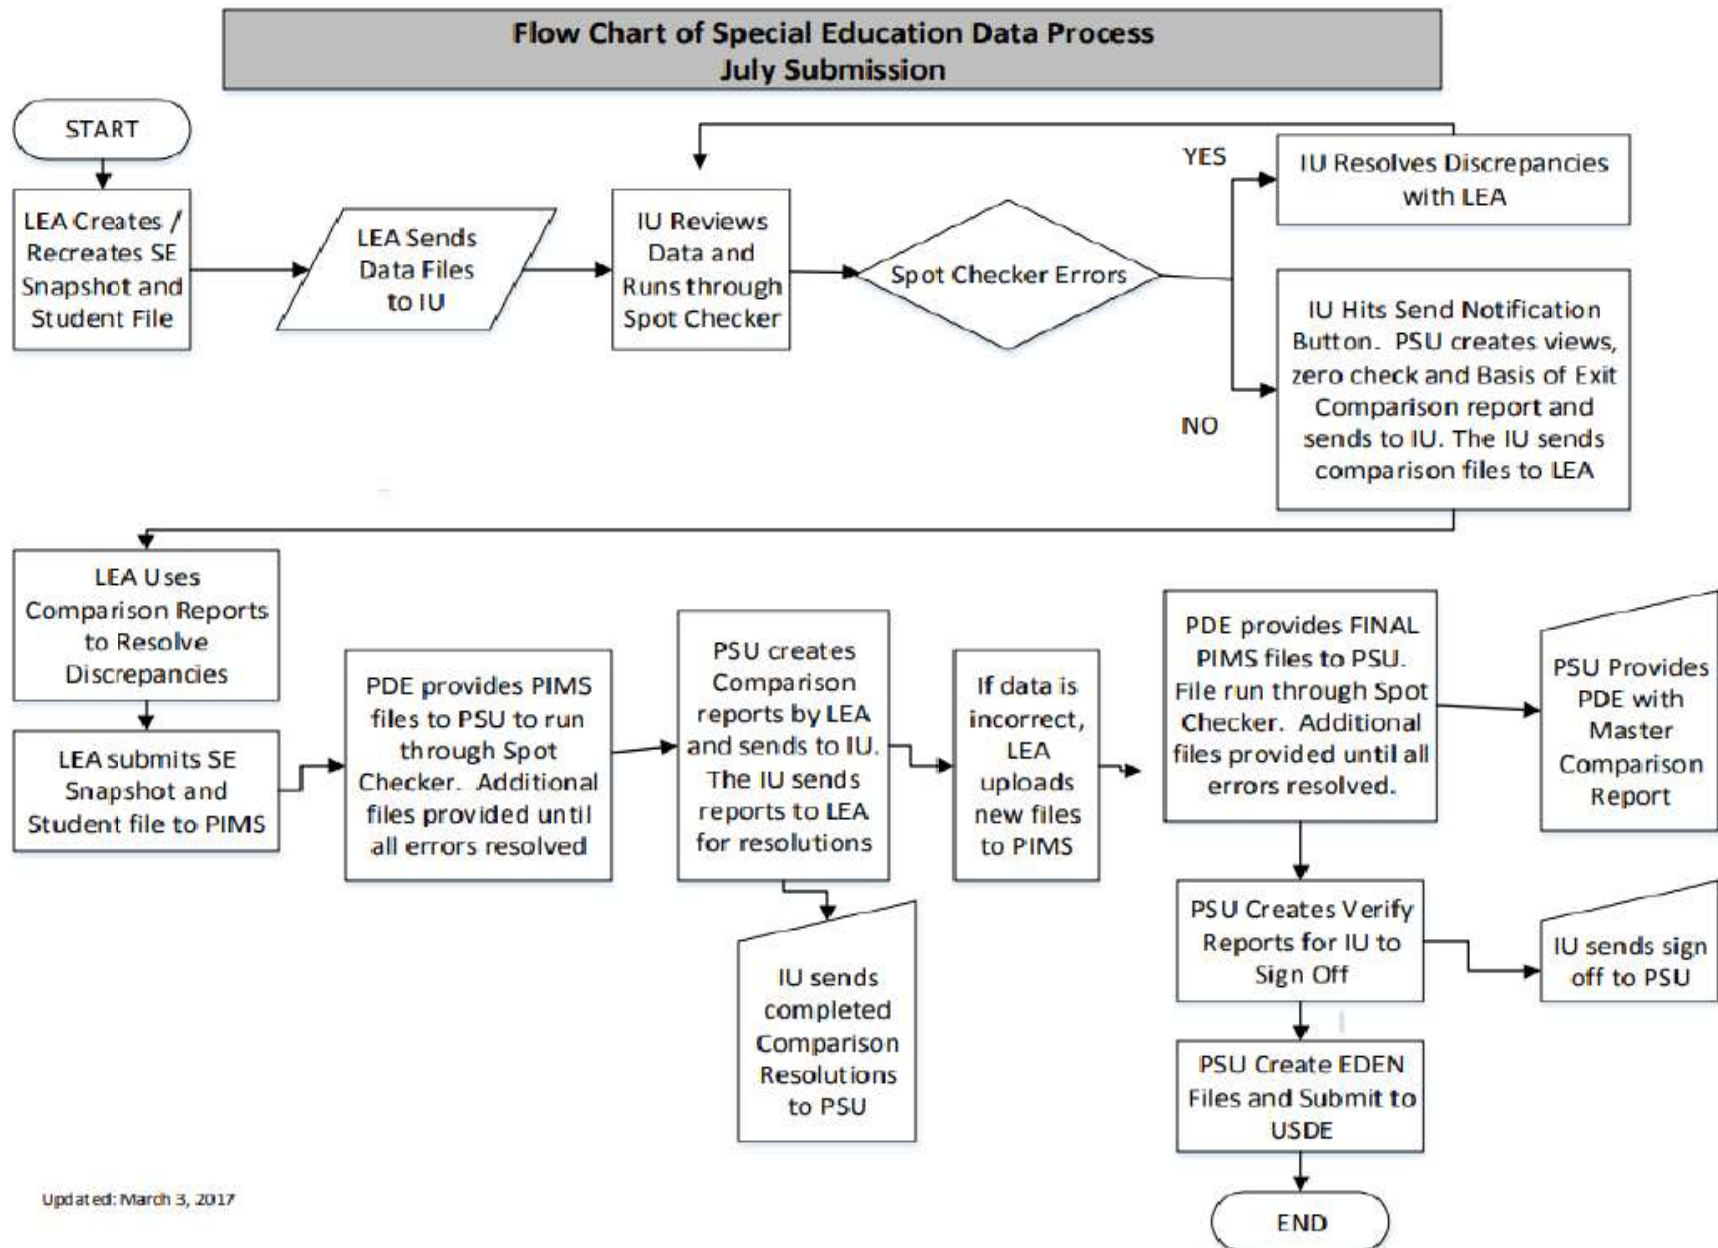 Flow Chart of Special Education Data Process
July Submission
START
LEA Creates /
Recreates SE
Snapshot and
Student File
LEA Sends
Data Files
to IU
IU Reviews
Data and
Runs through
Spot Checker
Spot Checker Errors
YES
IU Resolves Discrepancies
with LEA
NO
IU Hits Send Notification
Button.  PSU creates views,
zero check and Basis of Exit
Comparison report and
sends to IU. The IU sends
comparison files to LEA
LEA Uses
Comparison Reports
to Resolve
Discrepancies
LEA submits SE
Snapshot and
Student file to PIMS
PDE provides PIMS
files to PSU to run
through Spot
Checker.  Additional
files provided until
all errors resolved
PSU creates
Comparison
reports by LEA
and sends to IU.
The IU sends
reports to LEA
for resolutions
IU sends
completed
Comparison
Resolutions
to PSU
If data is
incorrect,
LEA
uploads
new files
to PIMS
PDE provides FINAL
PIMS files to PSU.
File run through Spot
Checker.  Additional
files provided until all
errors resolved.
PSU Provides
PDE with
Master
Comparison
Report
PSU Creates Verify
Reports for IU to
Sign Off
IU sends sign
off to PSU
PSU Create EDEN
Files and Submit to
USDE
END
Updated: March 3, 2017